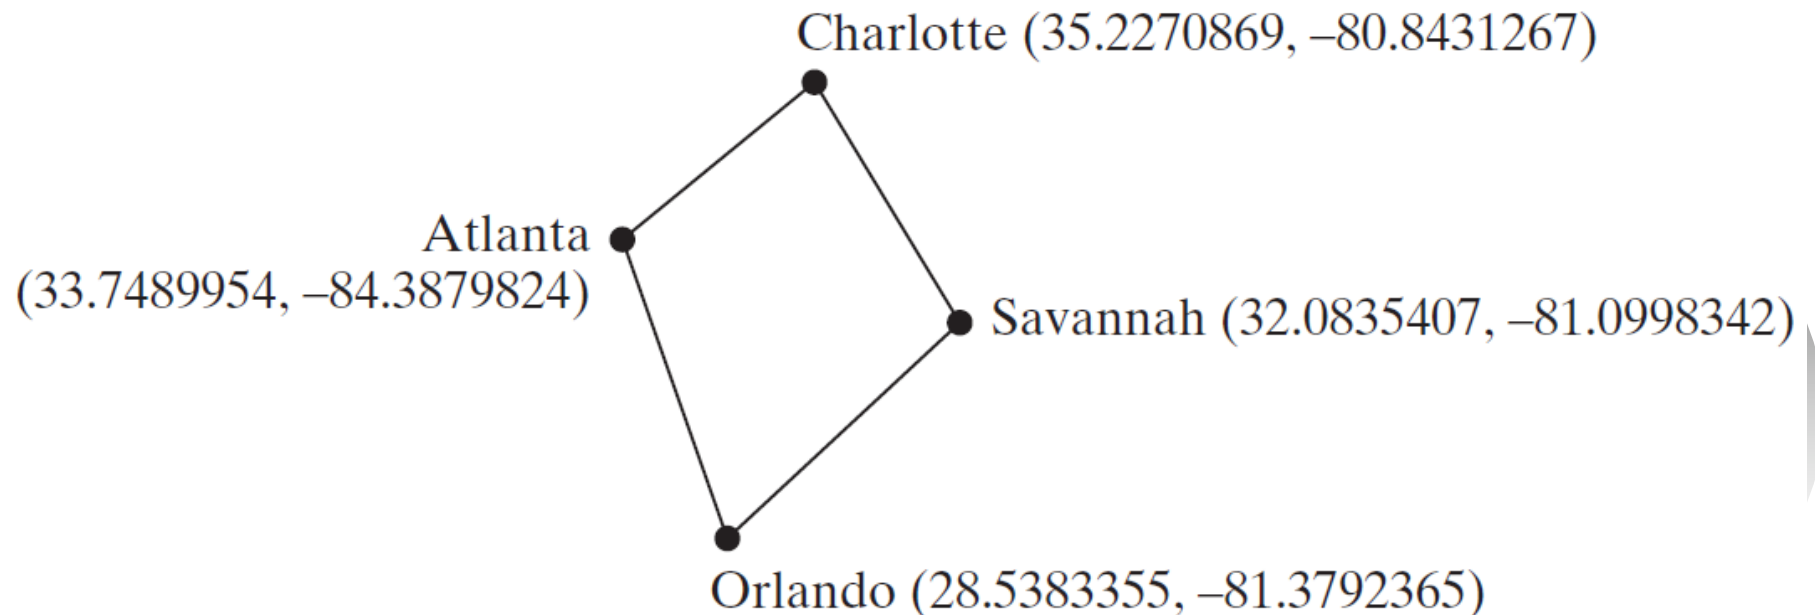 Charlotte (35.2270869, –80.8431267)
Atlanta
(33.7489954, –84.3879824)
Savannah (32.0835407, –81.0998342)
Orlando (28.5383355, –81.3792365)